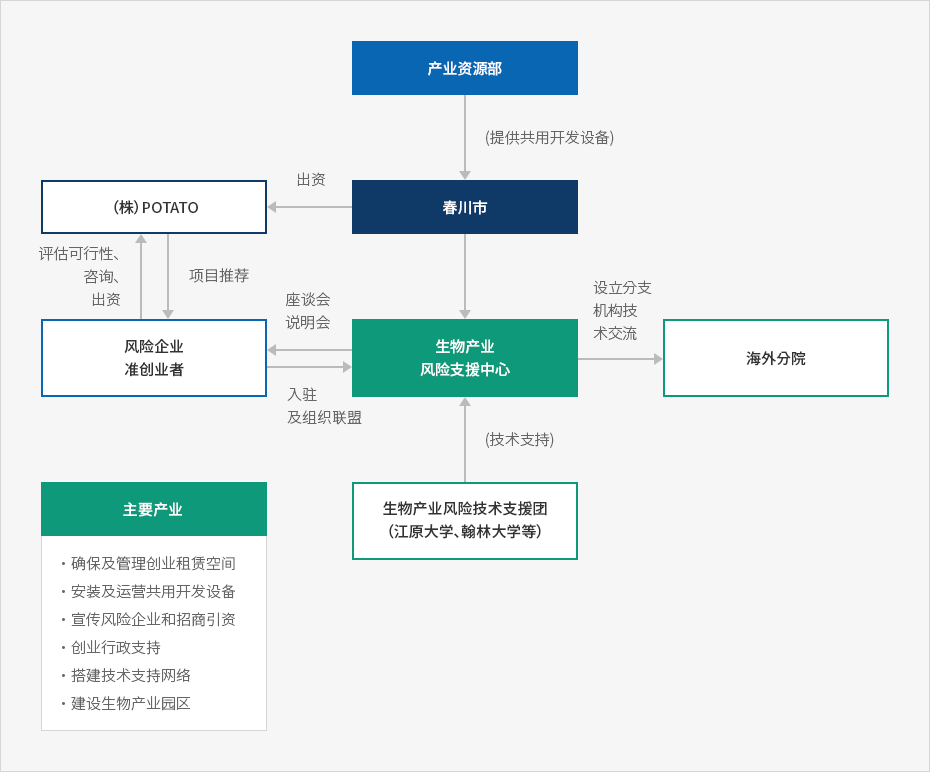 产业资源部
(提供共用开发设备)
出资
(株) POTATO
春川市
评估可行性、
咨询、
出资
项目推荐
座谈会
说明会
设立分支
机构技
术交流
风险企业
准创业者
生物产业
风险支援中心
海外分院
入驻
及组织联盟
(技术支持)
生物产业风险技术支援团
(江原大学、翰林大学等)
主要产业
・确保及管理创业租赁空间
・安装及运营共用开发设备
・宣传风险企业和招商引资
・创业行政支持
・搭建技术支持网络
・建设生物产业园区